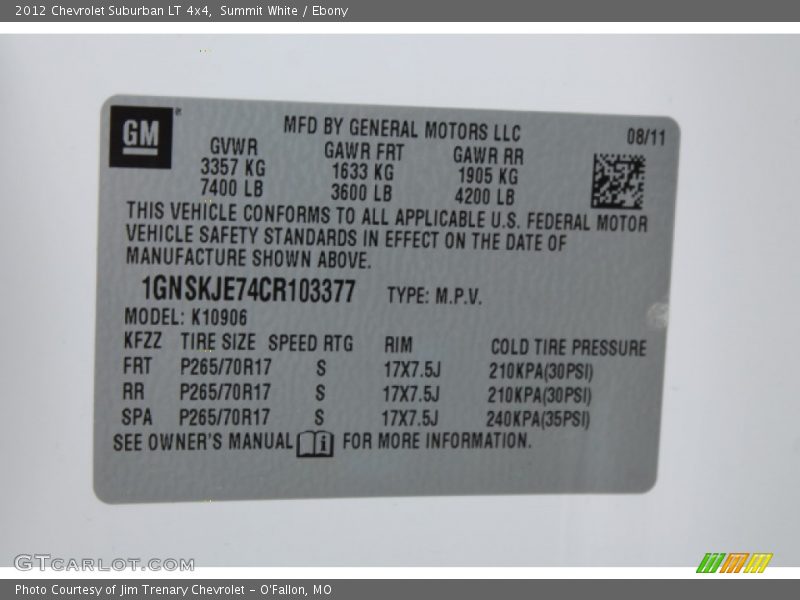 2012 Chevrolet Suburban LT 4x4,  Summit White / Ebony
GM
MFD BY GENERAL MOTORS LLC
08/11
GVWR GAWR FRT GAWR RR
3357 KG 1633 KG 1905 KG
7400 LB 3600 LB 4200 LB
THIS VEHICLE CONFORMS TO ALL APPLICABLE U.S. FEDERAL MOTOR
VEHICLE SAFETY STANDARDS IN EFFECT ON THE DATE OF
MANUFACTURE SHOWN ABOVE.
1GNSKJE74CR103377 TYPE: M.P.V.
MODEL: K10906
KFZZ TIRE SIZE SPEED RTG RIM COLD TIRE PRESSURE
FRT P265/70R17 S 17X7.5J 210KPA(30PSI)
RR P265/70R17 S 17X7.5J 210KPA(30PSI)
SPA P265/70R17 S 17X7.5J 240KPA(35PSI)
SEE OWNER'S MANUAL i FOR MORE INFORMATION.
GTCARLOT.COM
Photo Courtesy of Jim Trenary Chevrolet - O'Fallon, MO